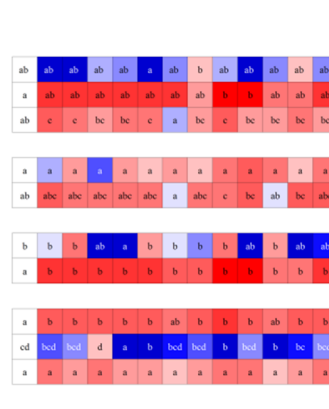 ab ab ab ab ab a ab b ab ab ab ab ab
a ab ab ab ab ab ab ab b b ab ab ab
ab c c bc bc c a bc c bc bc bc bc
a a a a a a a a a a a a a
ab abc abc abc abc abc a abc c bc ab bc abc
b b b ab a b b b b ab b ab ab
a b b b b b b b b b b b b
a b b b b b ab b b b ab b b
cd bcd bcd d a b bcd bcd b bcd b bc bcd
a a a a a a a a a a a a a